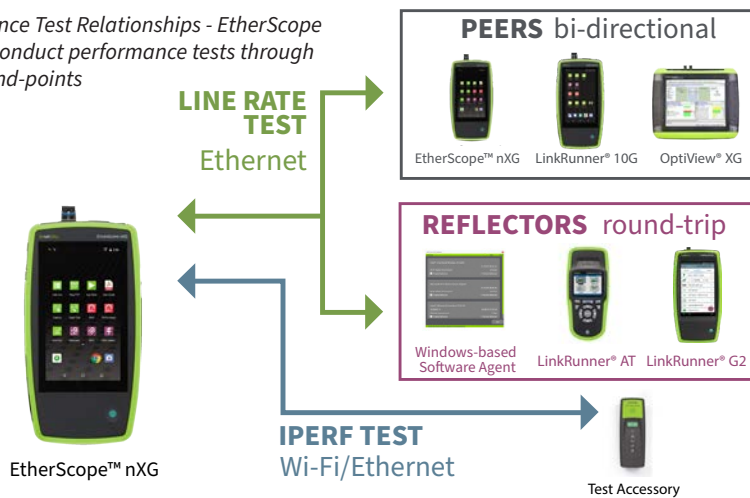 nce Test Relationships - EtherScope
onduct performance tests through
nd-points
LINE RATE
TEST
Ethernet
PEERS bi-directional
EtherScope™ nXG LinkRunner® 10G OptiView® XG
REFLECTORS round-trip
Windows-based
Software Agent
LinkRunner® AT LinkRunner® G2
IPERF TEST
Wi-Fi/Ethernet
EtherScope™ nXG
Test Accessory